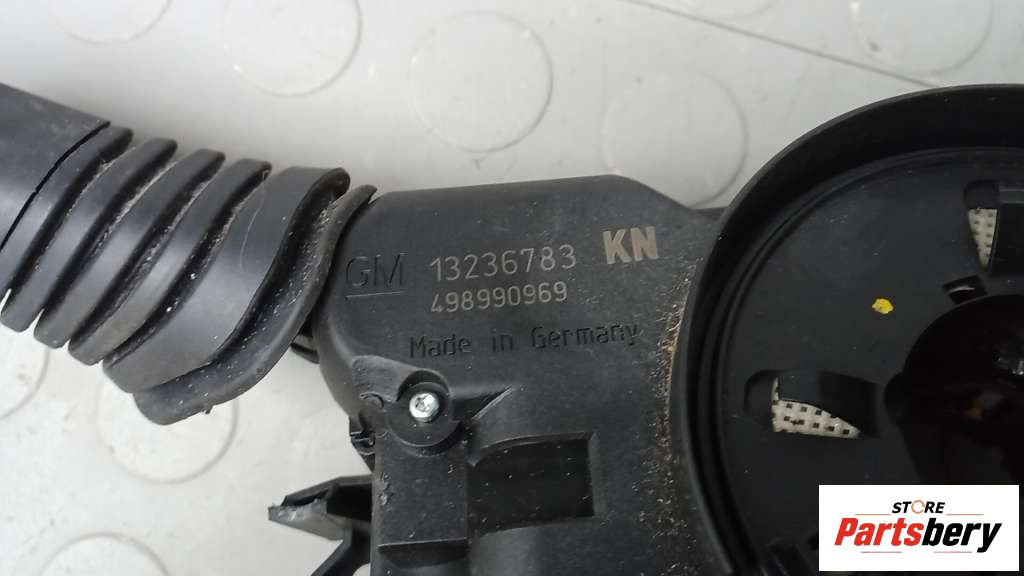 GM 13236783 KN
498990969
Made in Germany
STORE
Partsbery